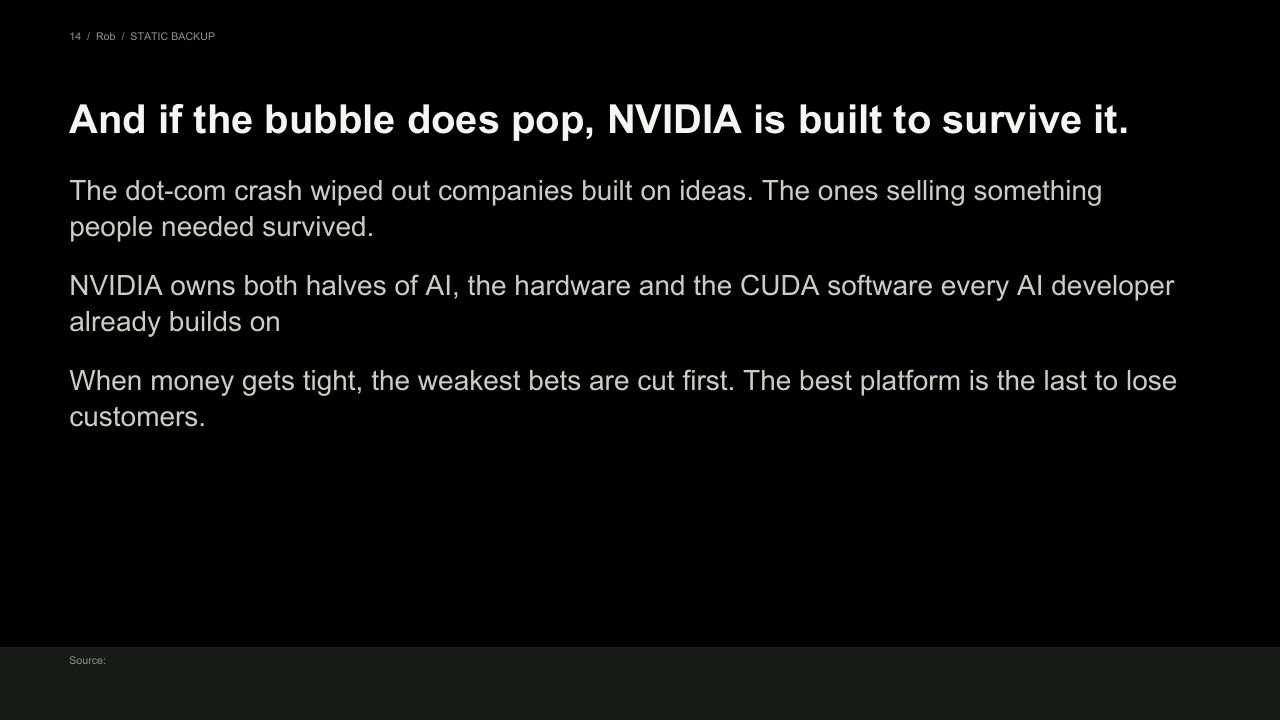 14 / Rob / STATIC BACKUP
And if the bubble does pop, NVIDIA is built to survive it.
The dot-com crash wiped out companies built on ideas. The ones selling something
people needed survived.
NVIDIA owns both halves of AI, the hardware and the CUDA software every AI developer
already builds on
When money gets tight, the weakest bets are cut first. The best platform is the last to lose
customers.
Source: